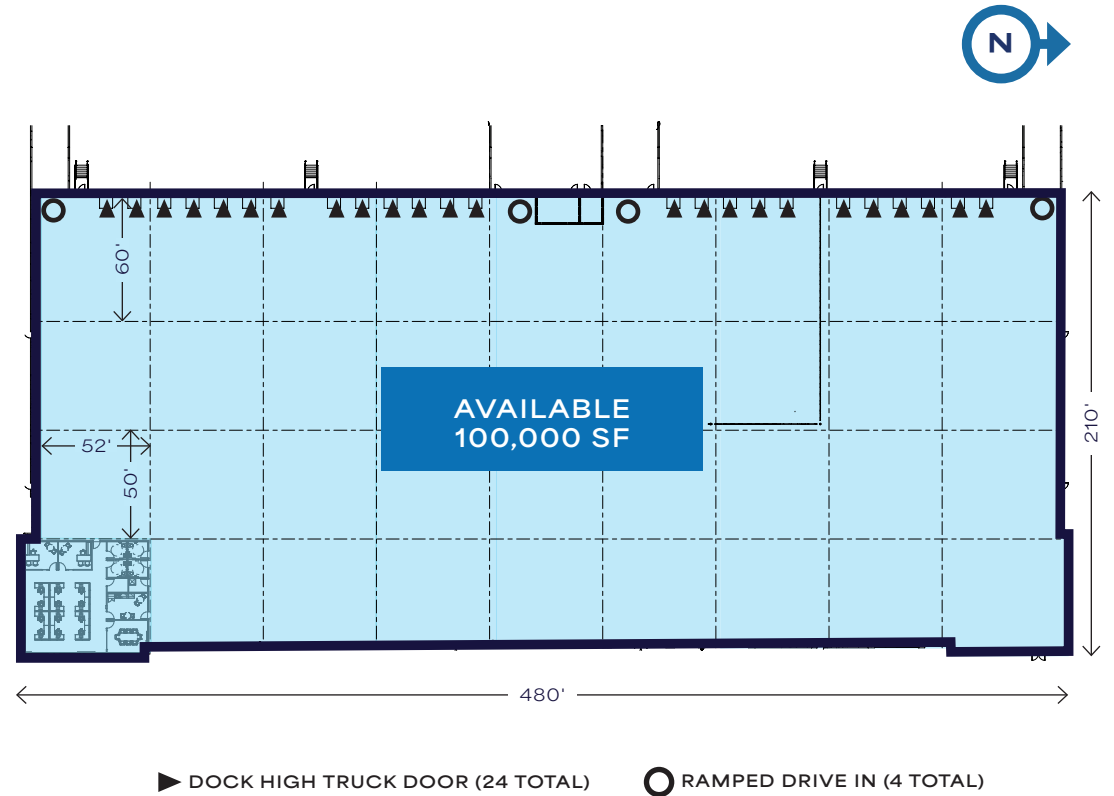 N
60'
AVAILABLE
100,000 SF
52'
50'
210'
480'
DOCK HIGH TRUCK DOOR (24 TOTAL)
RAMPED DRIVE IN (4 TOTAL)